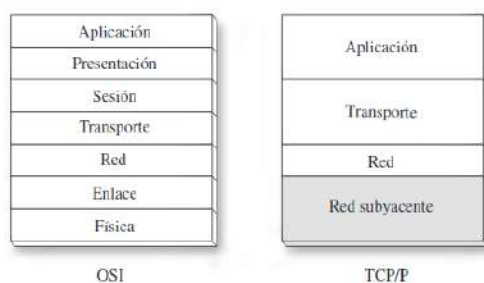 Aplicación
Presentación
Sesión
Transporte
Red
Enlace
Física
OSI
Aplicación
Transporte
Red
Red subyacente
TCP/P